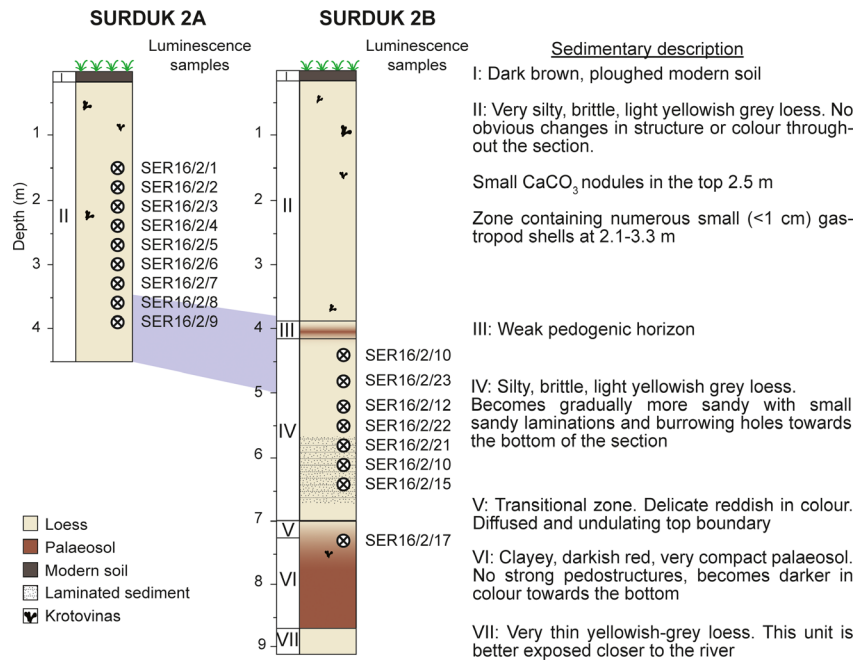 SURDUK 2A
SURDUK 2B
Luminescence
samples
Luminescence
samples
Sedimentary description
I
I
I: Dark brown, ploughed modern soil
II: Very silty, brittle, light yellowish grey loess. No
obvious changes in structure or colour through-
out the section.
Small CaCO₃ nodules in the top 2.5 m
Zone containing numerous small (<1 cm) gas-
tropod shells at 2.1-3.3 m
III: Weak pedogenic horizon
IV: Silty, brittle, light yellowish grey loess.
Becomes gradually more sandy with small
sandy laminations and burrowing holes towards
the bottom of the section
V: Transitional zone. Delicate reddish in colour.
Diffused and undulating top boundary
VI: Clayey, darkish red, very compact palaeosol.
No strong pedostructures, becomes darker in
colour towards the bottom
VII: Very thin yellowish-grey loess. This unit is
better exposed closer to the river
Depth (m)
1
2
3
4
II
SER16/2/1
SER16/2/2
SER16/2/3
SER16/2/4
SER16/2/5
SER16/2/6
SER16/2/7
SER16/2/8
SER16/2/9
1
2
3
4
5
6
7
8
9
II
III
IV
V
VI
VII
SER16/2/10
SER16/2/23
SER16/2/12
SER16/2/22
SER16/2/21
SER16/2/10
SER16/2/15
SER16/2/17
Loess
Palaeosol
Modern soil
Laminated sediment
Krotovinas